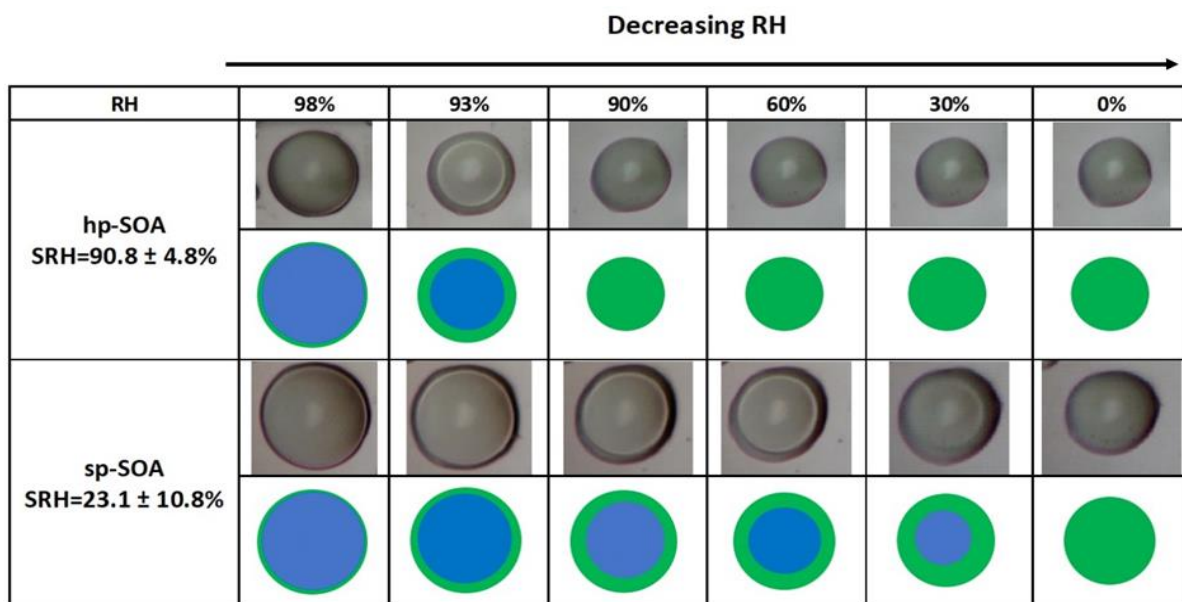 Decreasing RH
RH 98% 93% 90% 60% 30% 0%
hp-SOA
SRH=90.8 ± 4.8%
sp-SOA
SRH=23.1 ± 10.8%